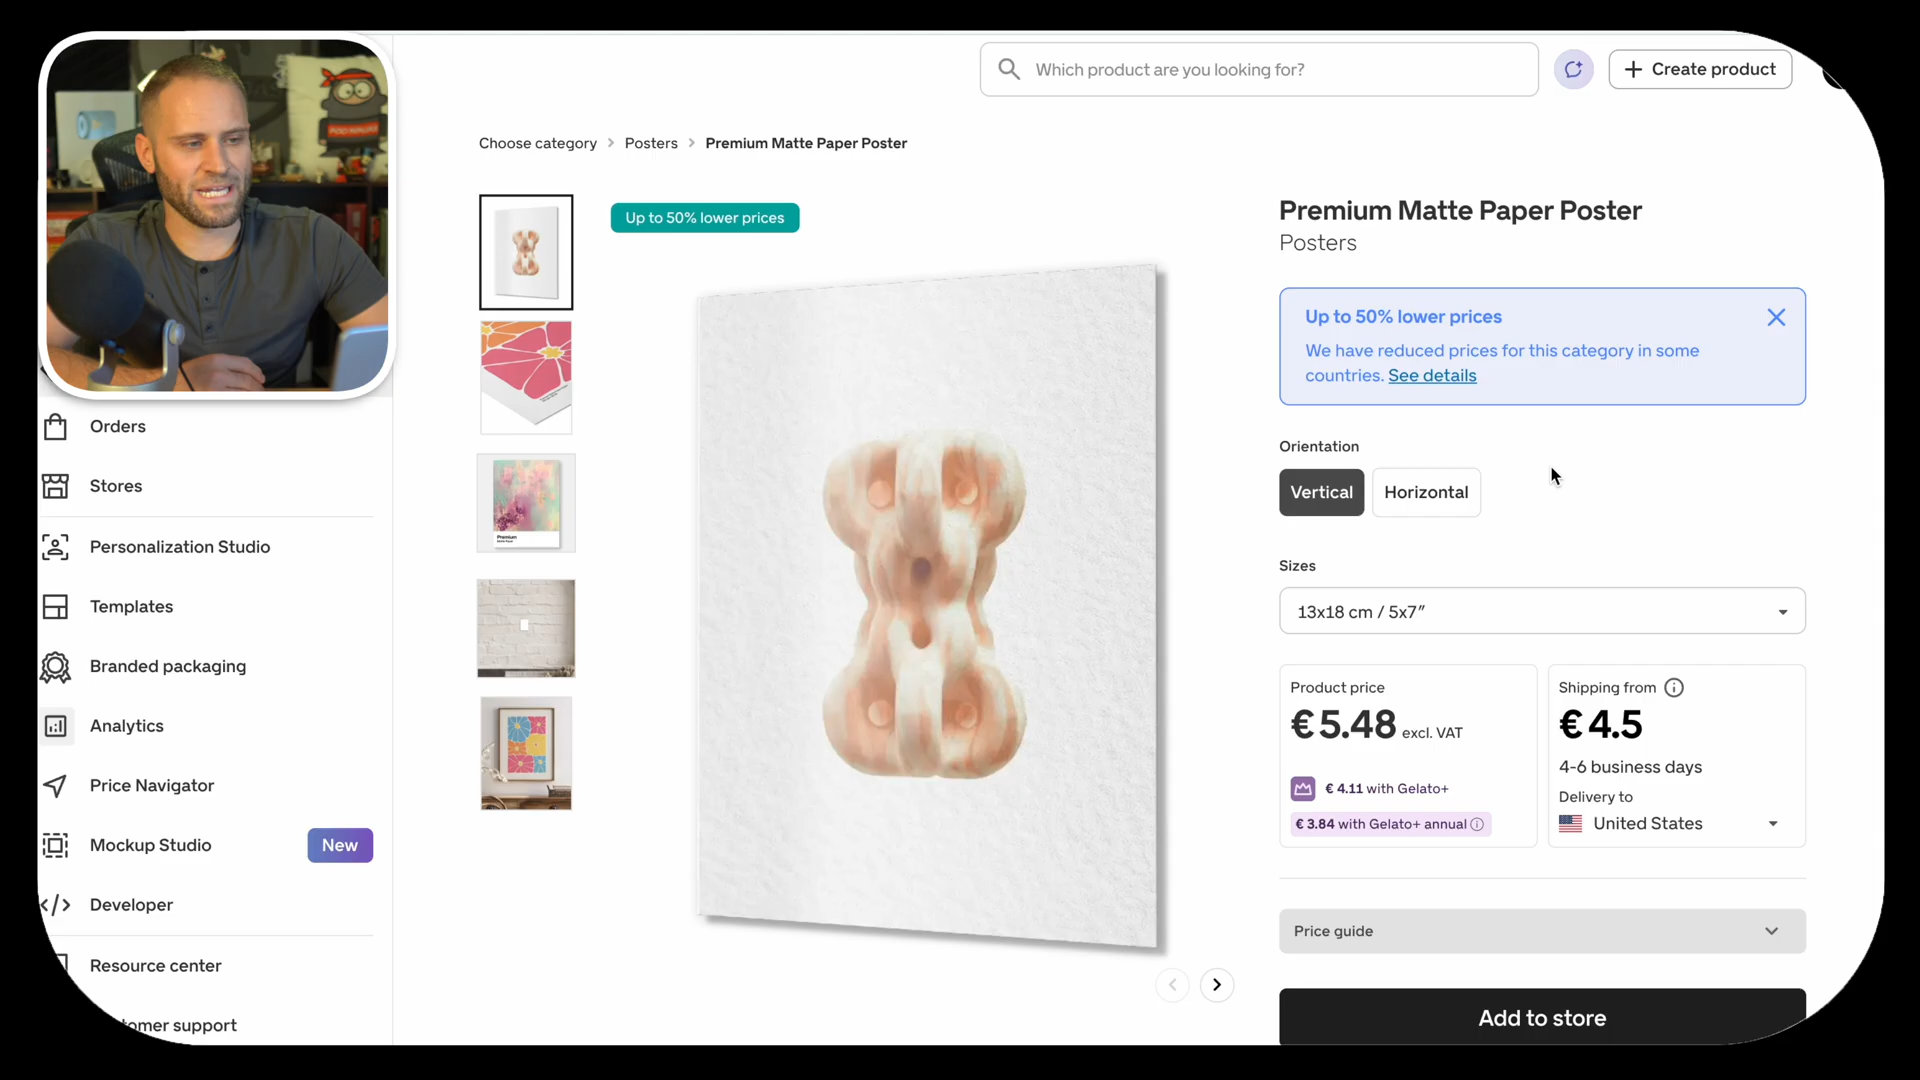 POD NINJA
Which product are you looking for?
Create product
Choose category
Posters
Premium Matte Paper Poster
Up to 50% lower prices
Premium Matte Paper Poster
Posters
Up to 50% lower prices
We have reduced prices for this category in some
countries. See details
Orientation
Vertical
Horizontal
Sizes
13x18 cm / 5x7″
Product price
€5.48 excl. VAT
€ 4.11 with Gelato+
€ 3.84 with Gelato+ annual
Shipping from
€4.5
4-6 business days
Delivery to
United States
Price guide
Add to store
Orders
Stores
Personalization Studio
Templates
Branded packaging
Analytics
Price Navigator
Mockup Studio
New
Developer
Resource center
tomer support
Premium